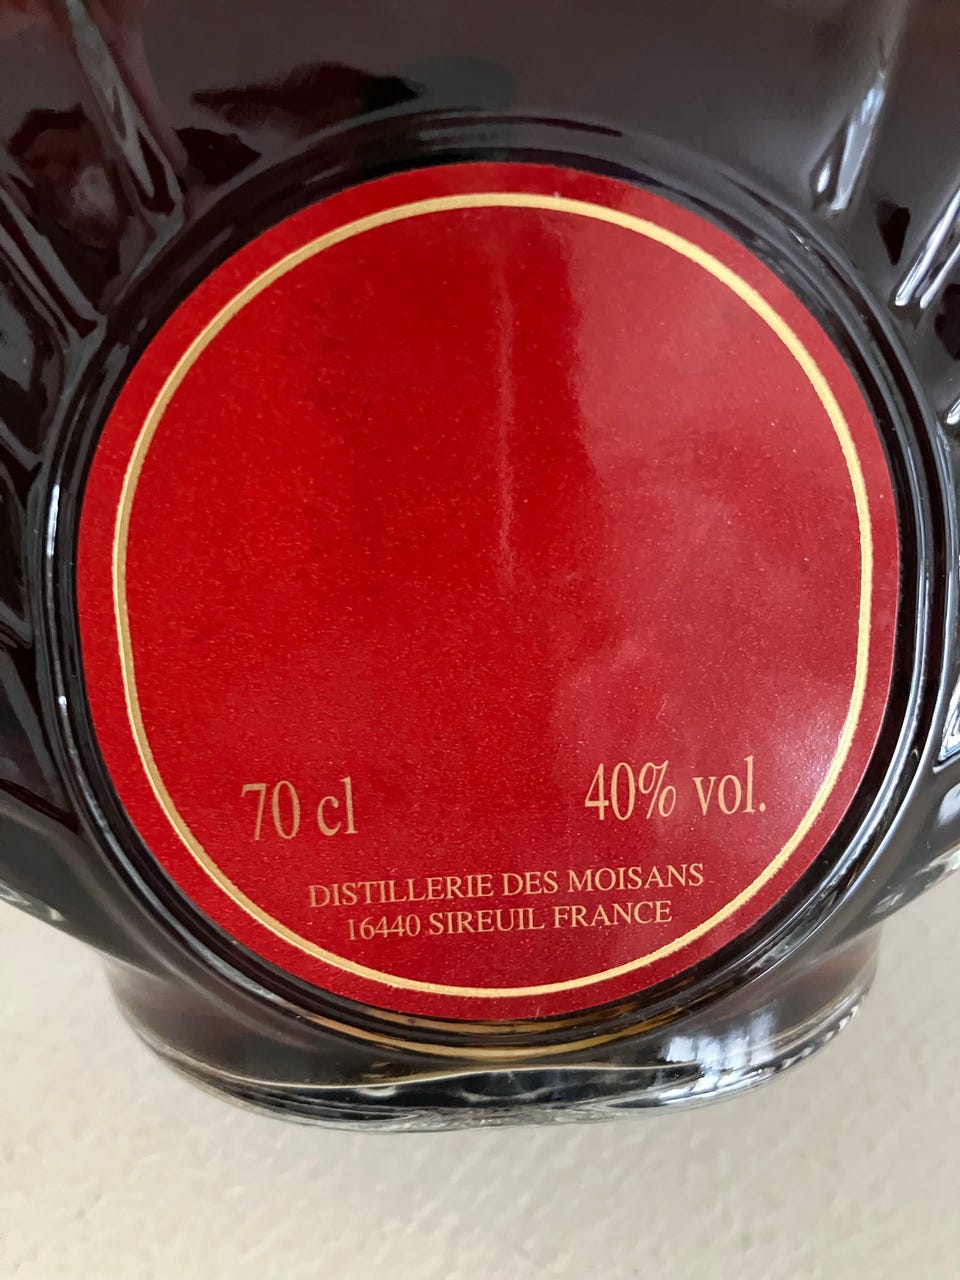 70 cl 40% vol.
DISTILLERIE DES MOISANS
16440 SIREUIL FRANCE